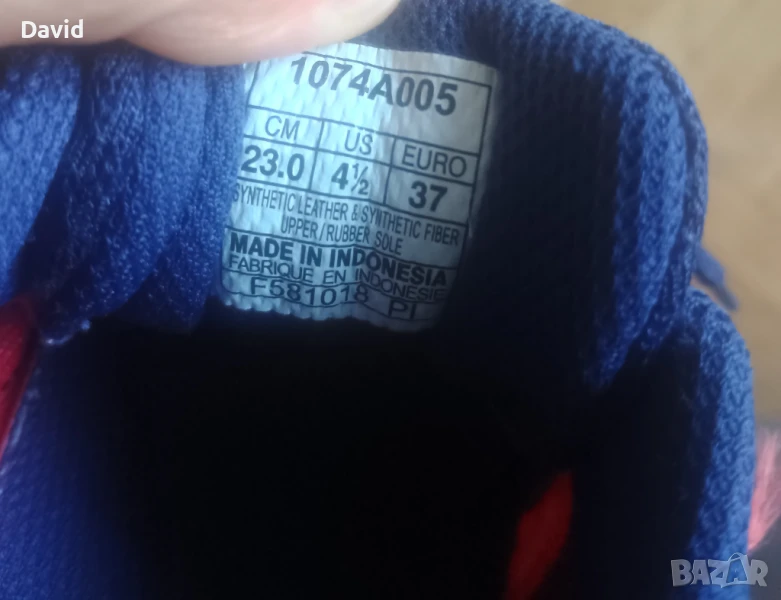 David
1074A005
CM US EURO
23.0 4½ 37
SYNTHETIC LEATHER & SYNTHETIC FIBER
UPPER/RUBBER SOLE
MADE IN INDONESIA
FABRIQUE EN INDONESIE
F581018 PI
BAZAR